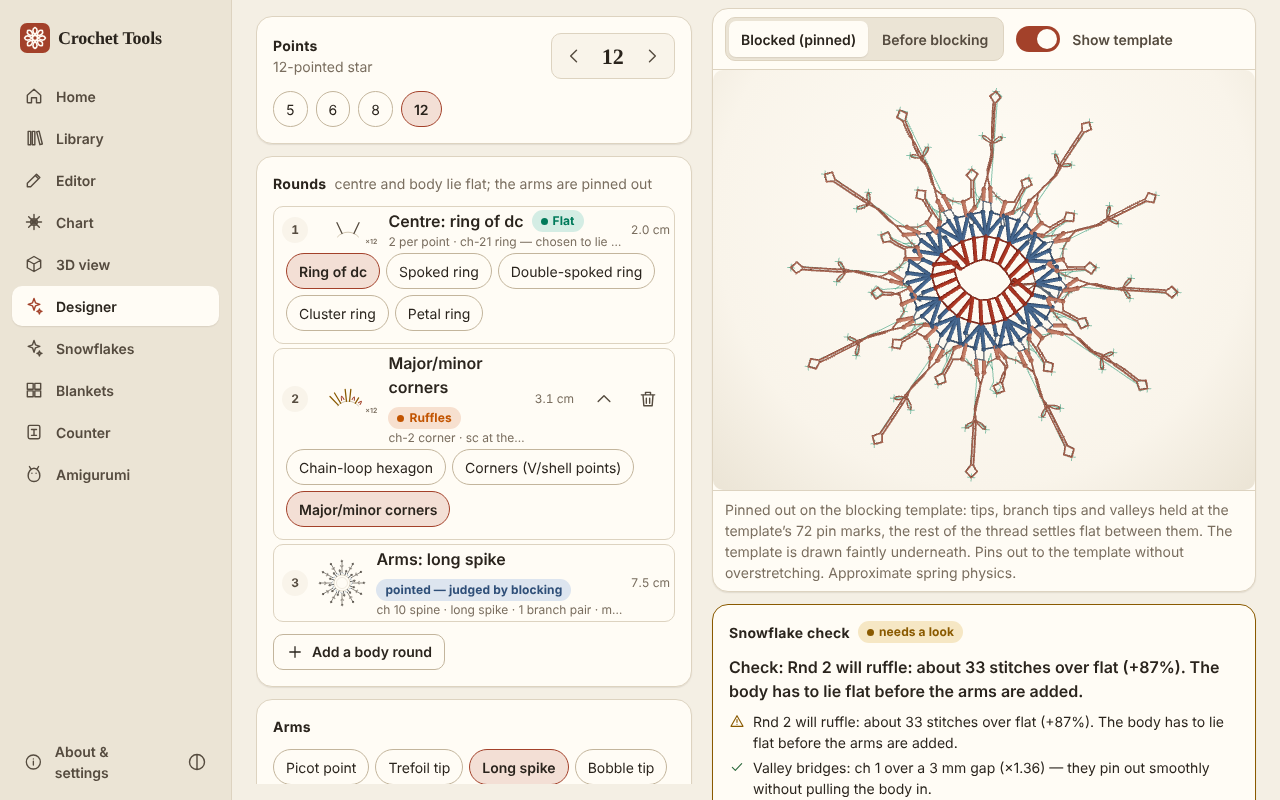 Crochet Tools
Home
Library
Editor
Chart
3D view
Designer
Snowflakes
Blankets
Counter
Amigurumi
About &
settings
Points
12-pointed star
12
5
6
8
12
Rounds centre and body lie flat; the arms are pinned out
1
×12
Centre: ring of dc
Flat
2 per point · ch-21 ring — chosen to lie …
2.0 cm
Ring of dc
Spoked ring
Double-spoked ring
Cluster ring
Petal ring
2
×12
Major/minor
corners
Ruffles
ch-2 corner · sc at the…
3.1 cm
Chain-loop hexagon
Corners (V/shell points)
Major/minor corners
3
Arms: long spike
pointed — judged by blocking
ch 10 spine · long spike · 1 branch pair · m…
7.5 cm
Add a body round
Arms
Picot point
Trefoil tip
Long spike
Bobble tip
Blocked (pinned)
Before blocking
Show template
Pinned out on the blocking template: tips, branch tips and valleys held at the
template’s 72 pin marks, the rest of the thread settles flat between them. The
template is drawn faintly underneath. Pins out to the template without
overstretching. Approximate spring physics.
Snowflake check
needs a look
Check: Rnd 2 will ruffle: about 33 stitches over flat (+87%). The
body has to lie flat before the arms are added.
Rnd 2 will ruffle: about 33 stitches over flat (+87%). The body has to lie
flat before the arms are added.
Valley bridges: ch 1 over a 3 mm gap (×1.36) — they pin out smoothly
without pulling the body in.